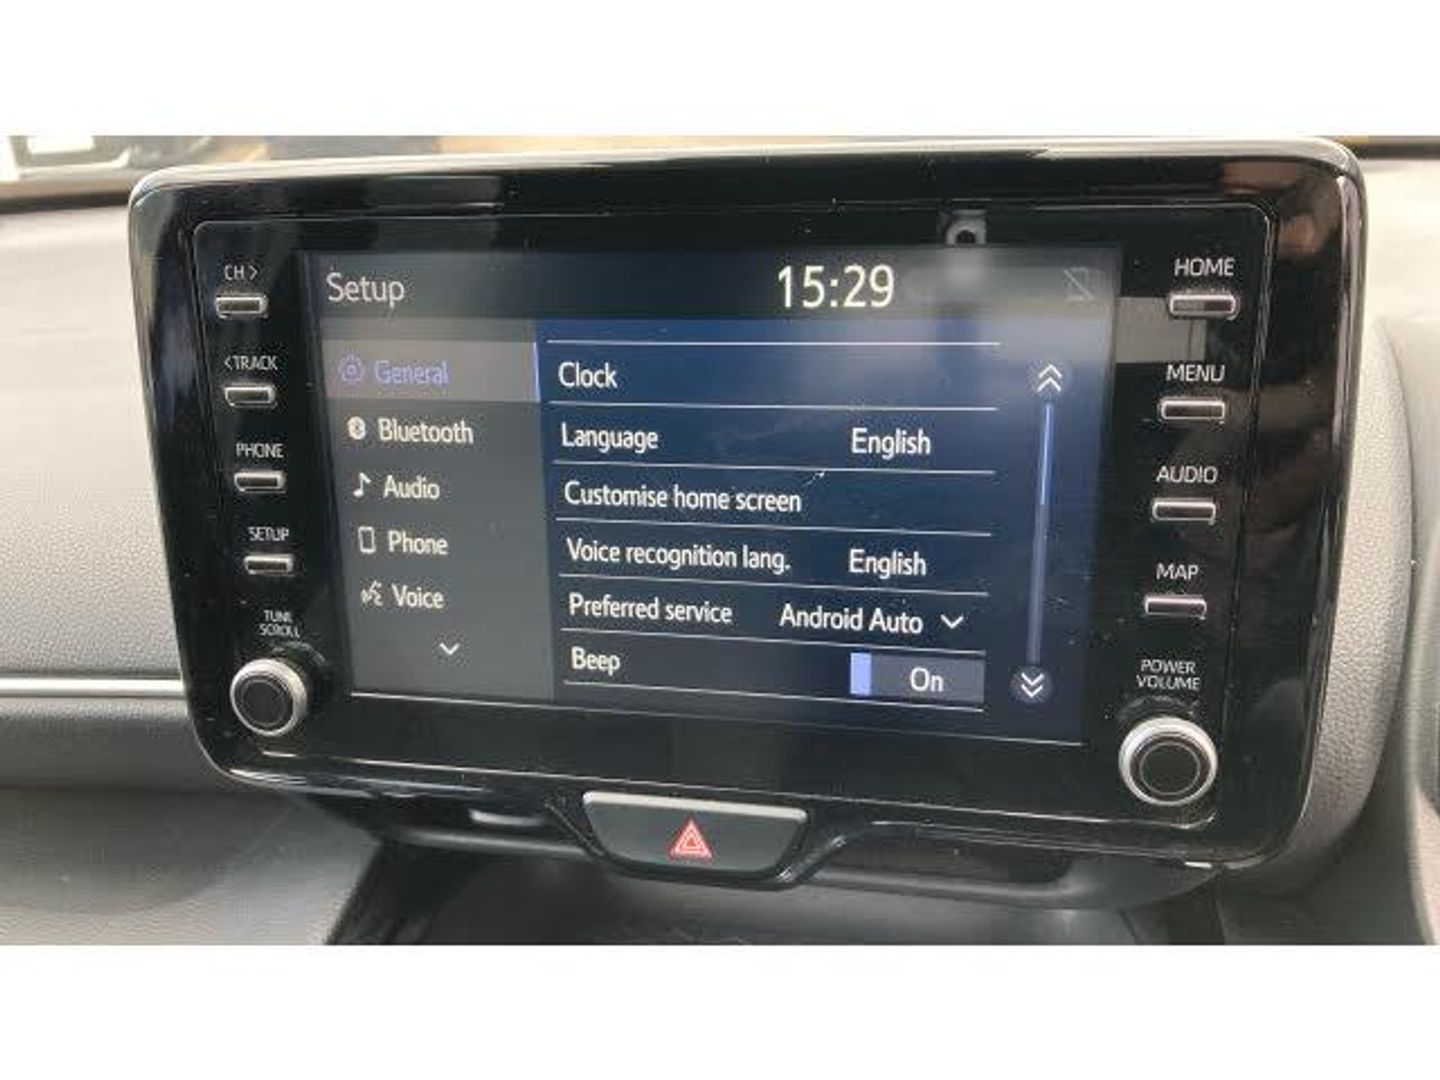 CH >
<TRACK
PHONE
SETUP
TUNE
SCROLL
Setup
15:29
General
Bluetooth
Audio
Phone
Voice
Clock
Language English
Customise home screen
Voice recognition lang. English
Preferred service Android Auto
Beep On
HOME
MENU
AUDIO
MAP
POWER
VOLUME